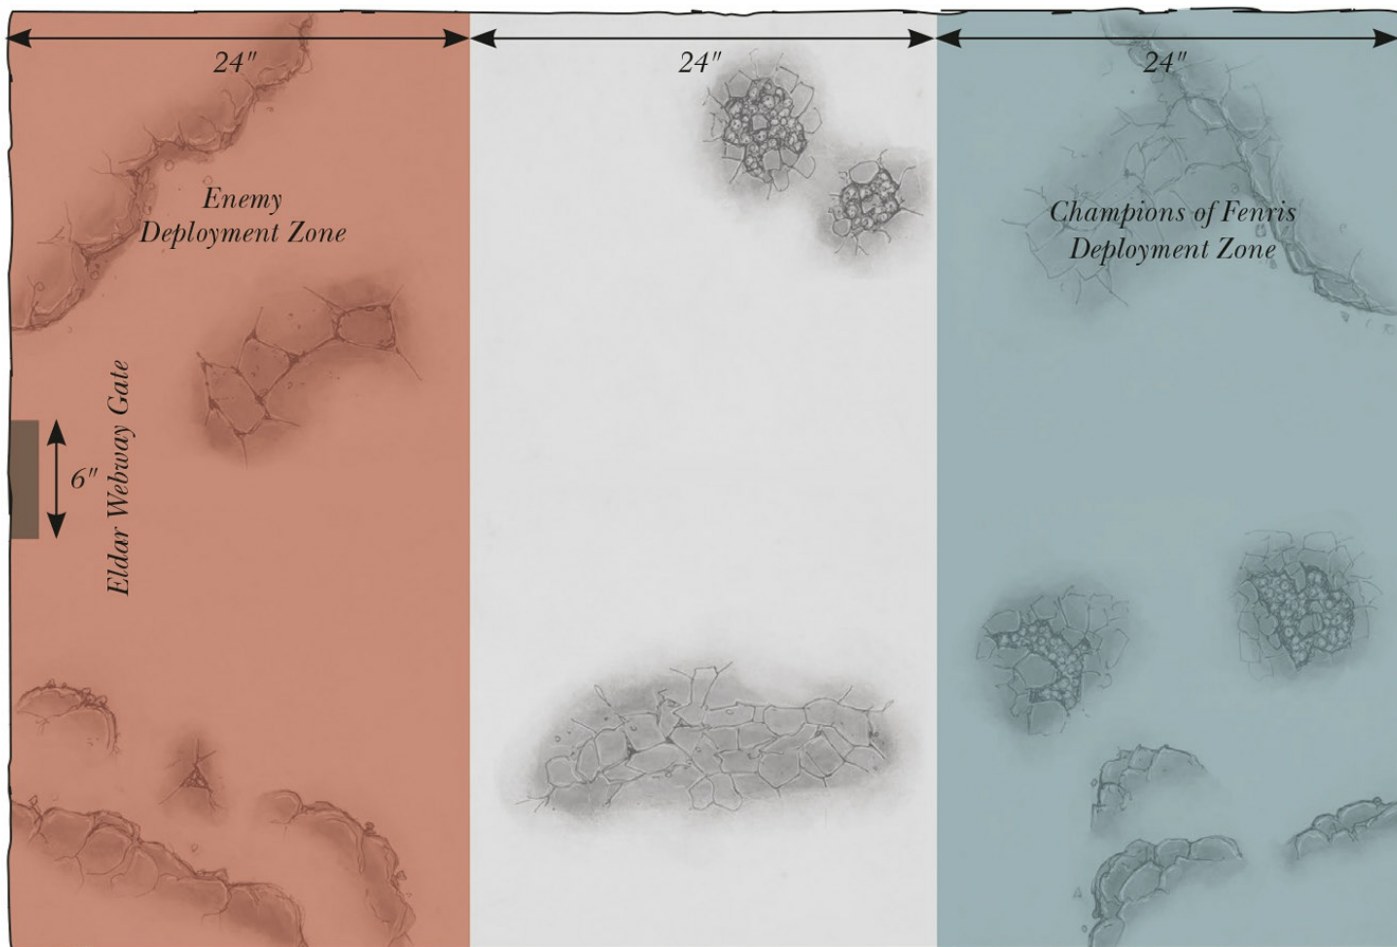 24"
24"
24"
Enemy
Deployment Zone
Champions of Fenris
Deployment Zone
6"
Eldar Webway Gate